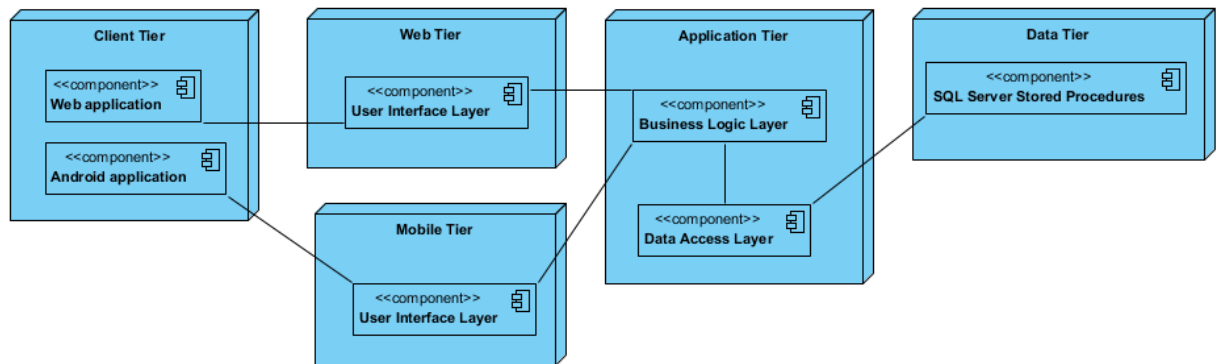 Client Tier
<<component>>
Web application
<<component>>
Android application
Web Tier
<<component>>
User Interface Layer
Mobile Tier
<<component>>
User Interface Layer
Application Tier
<<component>>
Business Logic Layer
<<component>>
Data Access Layer
Data Tier
<<component>>
SQL Server Stored Procedures